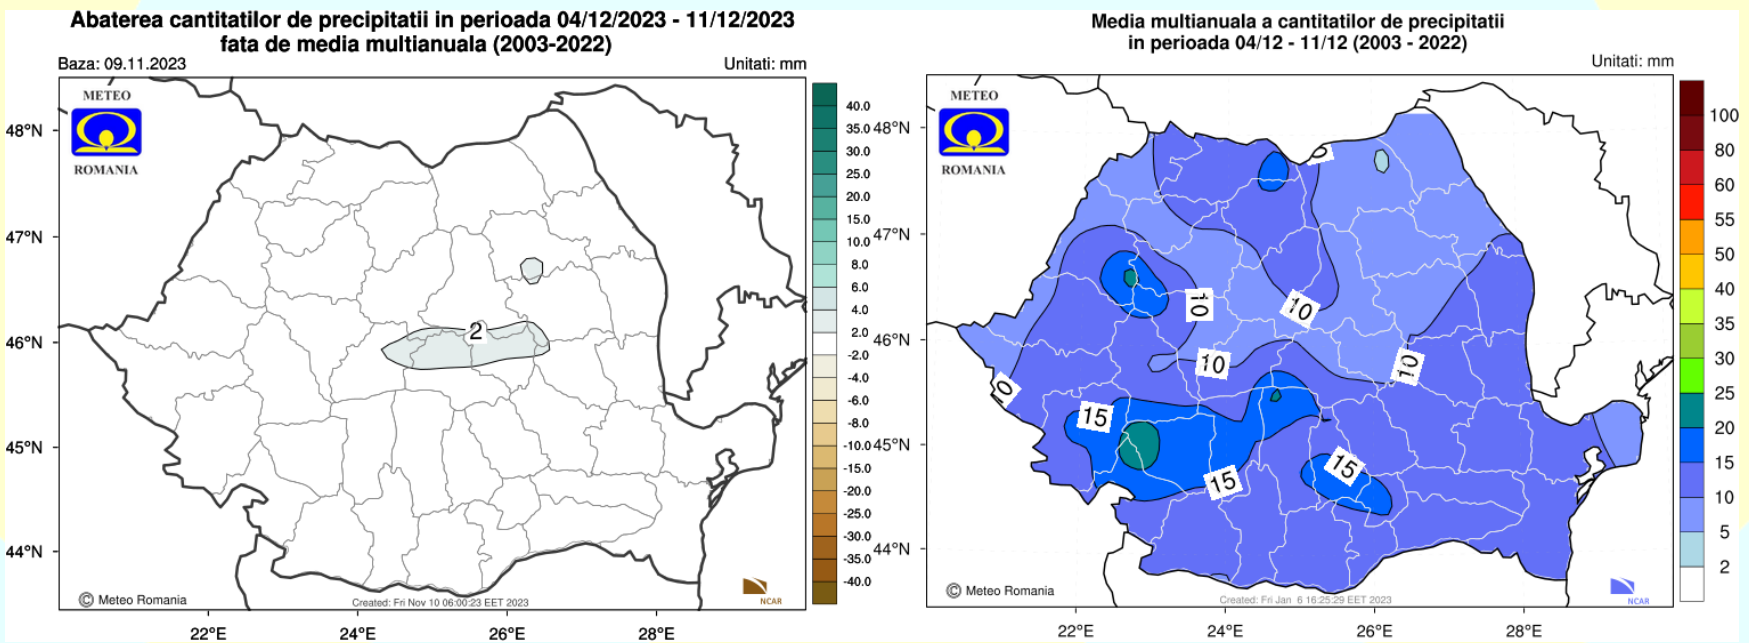 Abaterea cantitatilor de precipitatii in perioada 04/12/2023 - 11/12/2023
fata de media multianuala (2003-2022)
Baza: 09.11.2023
Unitati: mm
METEO
ROMANIA
48°N
47°N
46°N
45°N
44°N
2
40.0
35.0
30.0
25.0
20.0
15.0
10.0
8.0
6.0
4.0
2.0
-2.0
-4.0
-6.0
-8.0
-10.0
-15.0
-20.0
-25.0
-30.0
-35.0
-40.0
© Meteo Romania
Created: Fri Nov 10 06:00:23 EET 2023
NCAR
22°E
24°E
26°E
28°E
Media multianuala a cantitatilor de precipitatii
in perioada 04/12 - 11/12 (2003 - 2022)
Unitati: mm
METEO
ROMANIA
48°N
47°N
46°N
45°N
44°N
10
10
10
10
15
15
15
100
80
60
55
50
40
35
30
25
20
15
10
5
2
© Meteo Romania
Created: Fri Jan 6 16:25:29 EET 2023
NCAR
22°E
24°E
26°E
28°E